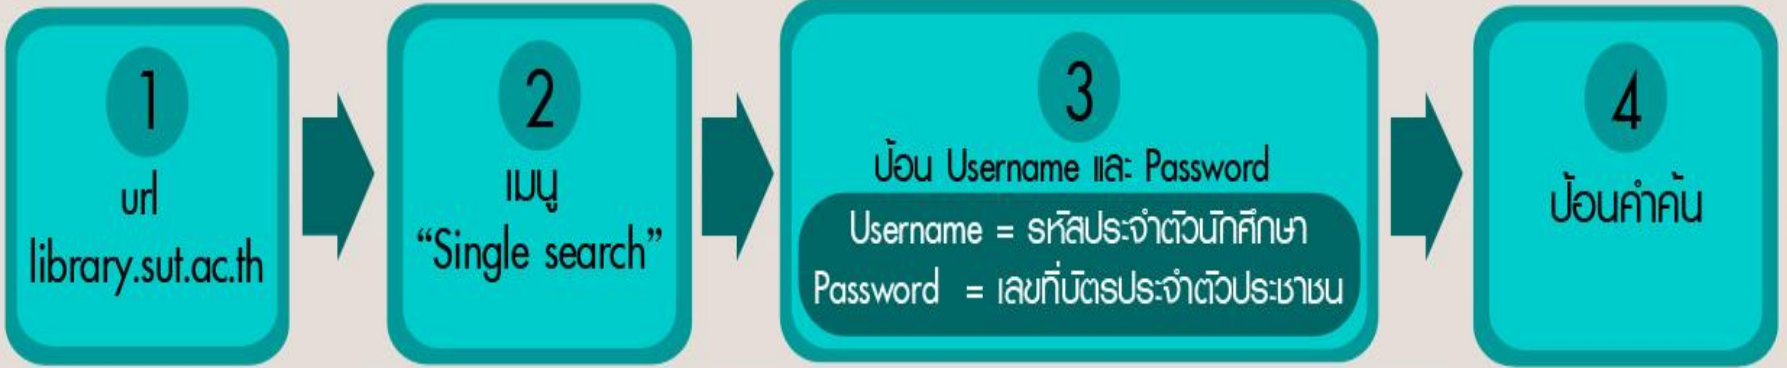 1
url
library.sut.ac.th
2
เมนู
“Single search”
3
ป้อน Username และ Password
Username = รหัสประจำตัวนักศึกษา
Password = เลขที่บัตรประจำตัวประชาชน
4
ป้อนคำค้น